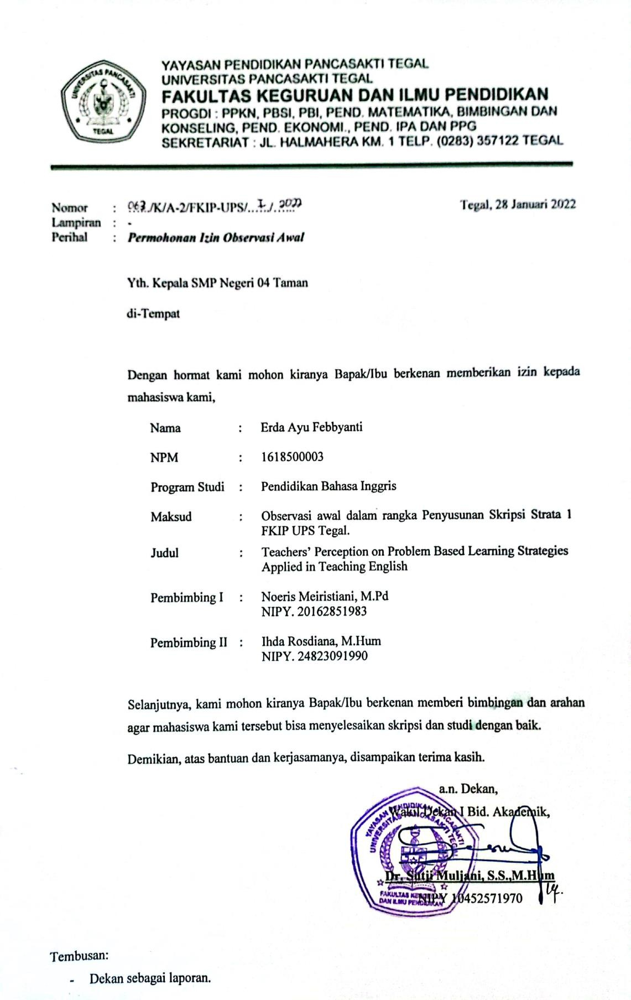 UNIVERSITAS PANCASAKTI
TEGAL
YAYASAN PENDIDIKAN PANCASAKTI TEGAL
UNIVERSITAS PANCASAKTI TEGAL
FAKULTAS KEGURUAN DAN ILMU PENDIDIKAN
PROGDI : PPKN, PBSI, PBI, PEND. MATEMATIKA, BIMBINGAN DAN
KONSELING, PEND. EKONOMI., PEND. IPA DAN PPG
SEKRETARIAT : JL. HALMAHERA KM. 1 TELP. (0283) 357122 TEGAL
Nomor : 063/K/A-2/FKIP-UPS/...I../..2022
Tegal, 28 Januari 2022
Lampiran : -
Perihal : Permohonan Izin Observasi Awal
Yth. Kepala SMP Negeri 04 Taman
di-Tempat
Dengan hormat kami mohon kiranya Bapak/Ibu berkenan memberikan izin kepada
mahasiswa kami,
Nama : Erda Ayu Febbyanti
NPM : 1618500003
Program Studi : Pendidikan Bahasa Inggris
Maksud : Observasi awal dalam rangka Penyusunan Skripsi Strata 1
FKIP UPS Tegal.
Judul : Teachers' Perception on Problem Based Learning Strategies
Applied in Teaching English
Pembimbing I : Noeris Meiristiani, M.Pd
NIPY. 20162851983
Pembimbing II : Ihda Rosdiana, M.Hum
NIPY. 24823091990
Selanjutnya, kami mohon kiranya Bapak/Ibu berkenan memberi bimbingan dan arahan
agar mahasiswa kami tersebut bisa menyelesaikan skripsi dan studi dengan baik.
Demikian, atas bantuan dan kerjasamanya, disampaikan terima kasih.
a.n. Dekan,
Wakil Dekan I Bid. Akademik,
YAYASAN PENDIDIKAN PANCASAKTI
UNIVERSITAS PANCASAKTI TEGAL
Dr. Sutji Muljani, S.S.,M.Hum
NIPY 10452571970
FAKULTAS KEGURUAN
DAN ILMU PENDIDIKAN
Tembusan:
- Dekan sebagai laporan.